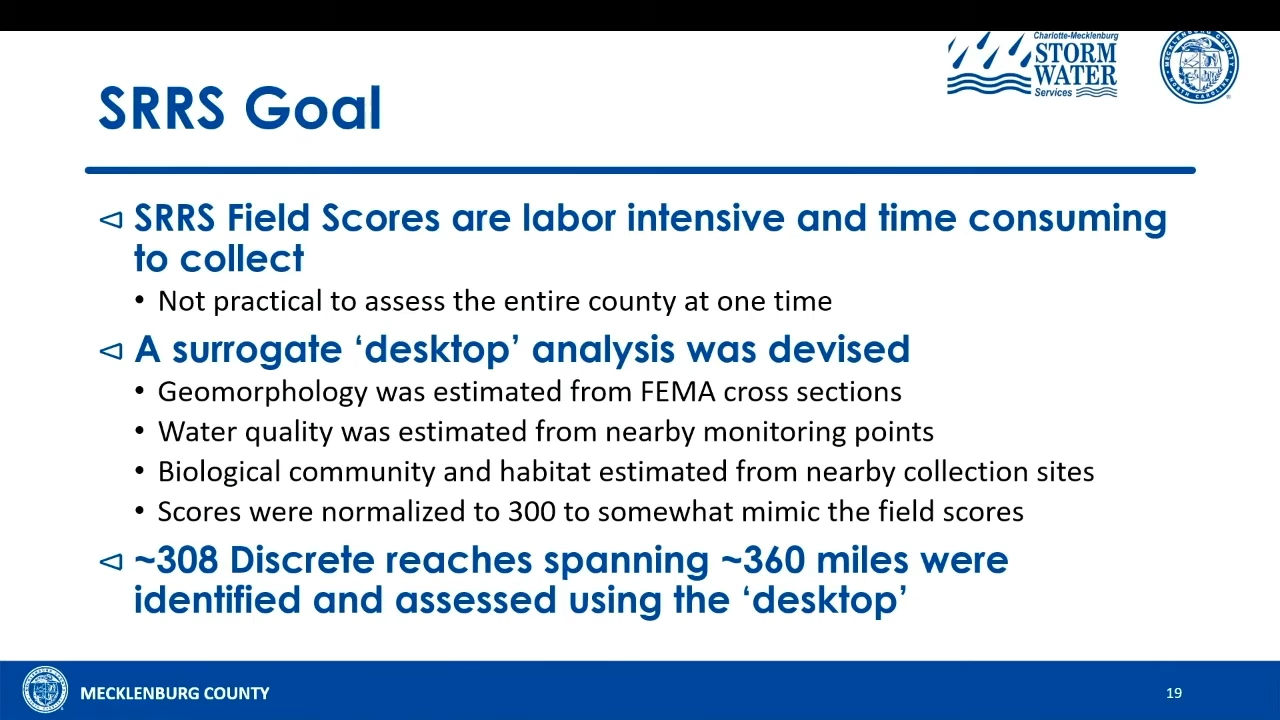 Charlotte-Mecklenburg
STORM
WATER
Services
MECKLENBURG COUNTY
NORTH CAROLINA
SRRS Goal
SRRS Field Scores are labor intensive and time consuming
to collect
• Not practical to assess the entire county at one time
A surrogate ‘desktop’ analysis was devised
• Geomorphology was estimated from FEMA cross sections
• Water quality was estimated from nearby monitoring points
• Biological community and habitat estimated from nearby collection sites
• Scores were normalized to 300 to somewhat mimic the field scores
~308 Discrete reaches spanning ~360 miles were
identified and assessed using the ‘desktop’
MECKLENBURG COUNTY
19